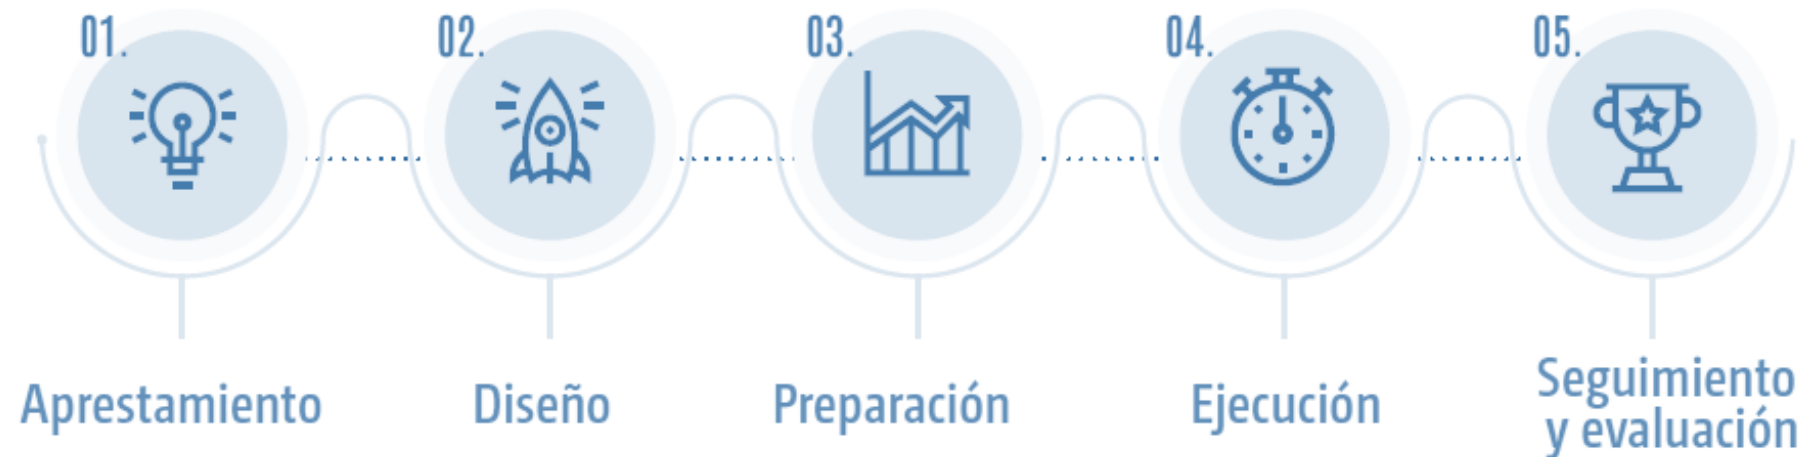 01.
02.
03.
04.
05.
Aprestamiento
Diseño
Preparación
Ejecución
Seguimiento
y evaluación